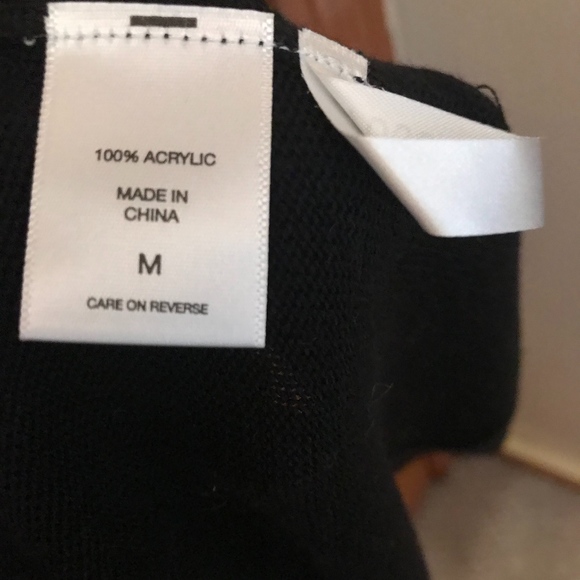 100% ACRYLIC
MADE IN
CHINA
M
CARE ON REVERSE